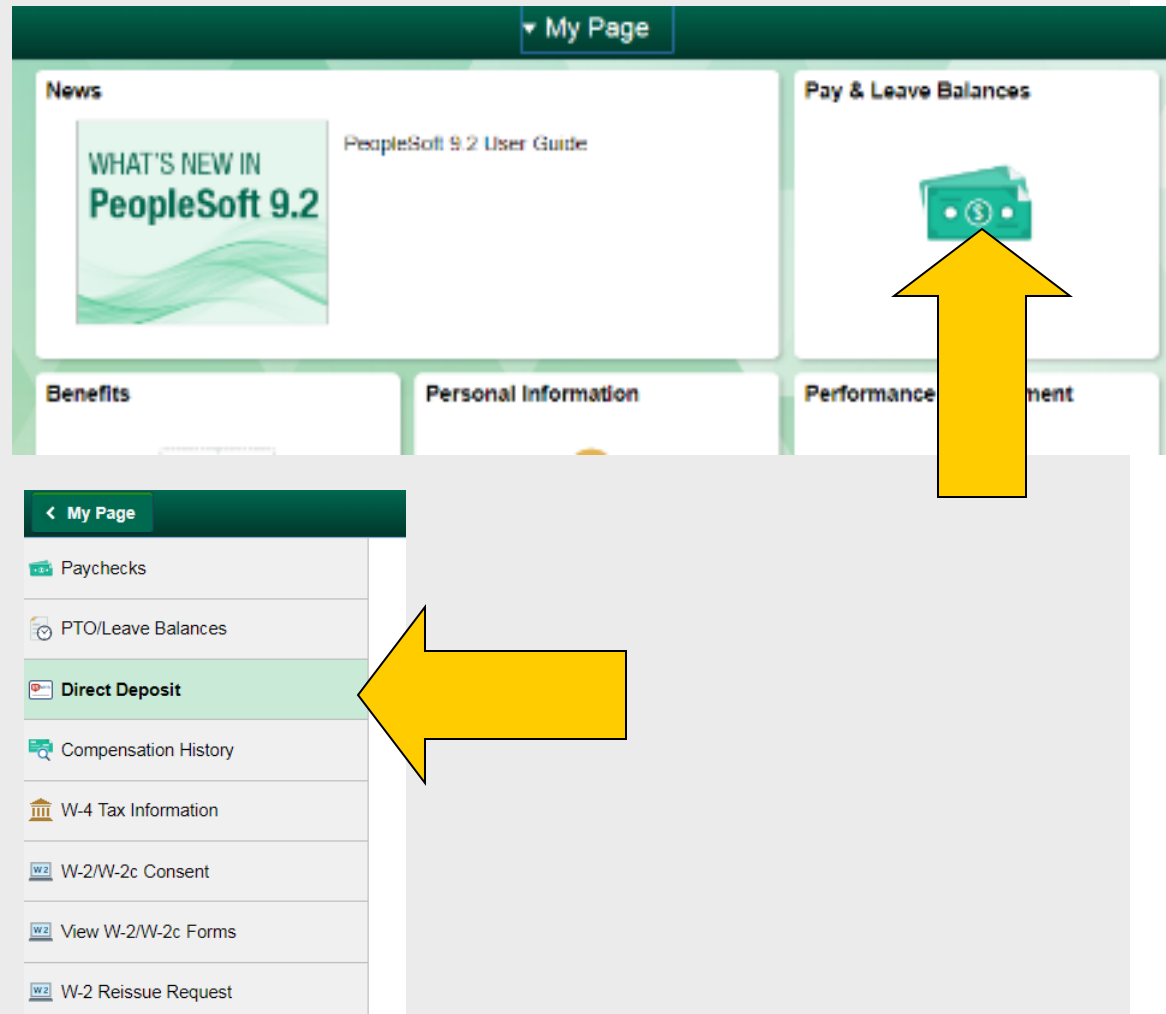 My Page
News
Pay & Leave Balances
WHAT'S NEW IN
PeopleSoft 9.2
PeopleSoft 9.2 User Guide
Benefits
Personal Information
Performance ment
My Page
Paychecks
PTO/Leave Balances
Direct Deposit
Compensation History
W-4 Tax Information
W-2/W-2c Consent
View W-2/W-2c Forms
W-2 Reissue Request